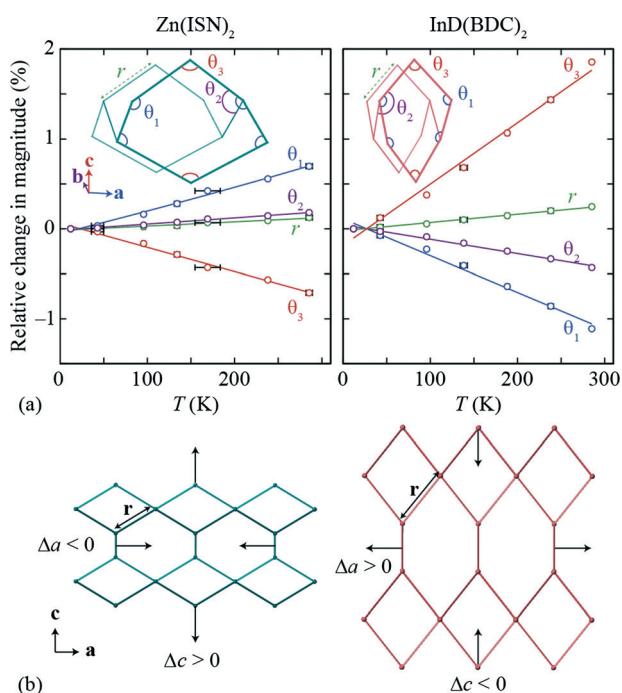 Zn(ISN)₂
InD(BDC)₂
Relative change in magnitude (%)
2
1
0
−1
r
θ₃
θ₂
θ₁
c
b
a
θ₁
θ₂
r
θ₃
r
θ₃
θ₂
θ₁
θ₃
r
θ₂
θ₁
0 100 200
0 100 200 300
(a)
T (K)
T (K)
r
Δa < 0
Δc > 0
c
a
r
Δa > 0
Δc < 0
(b)